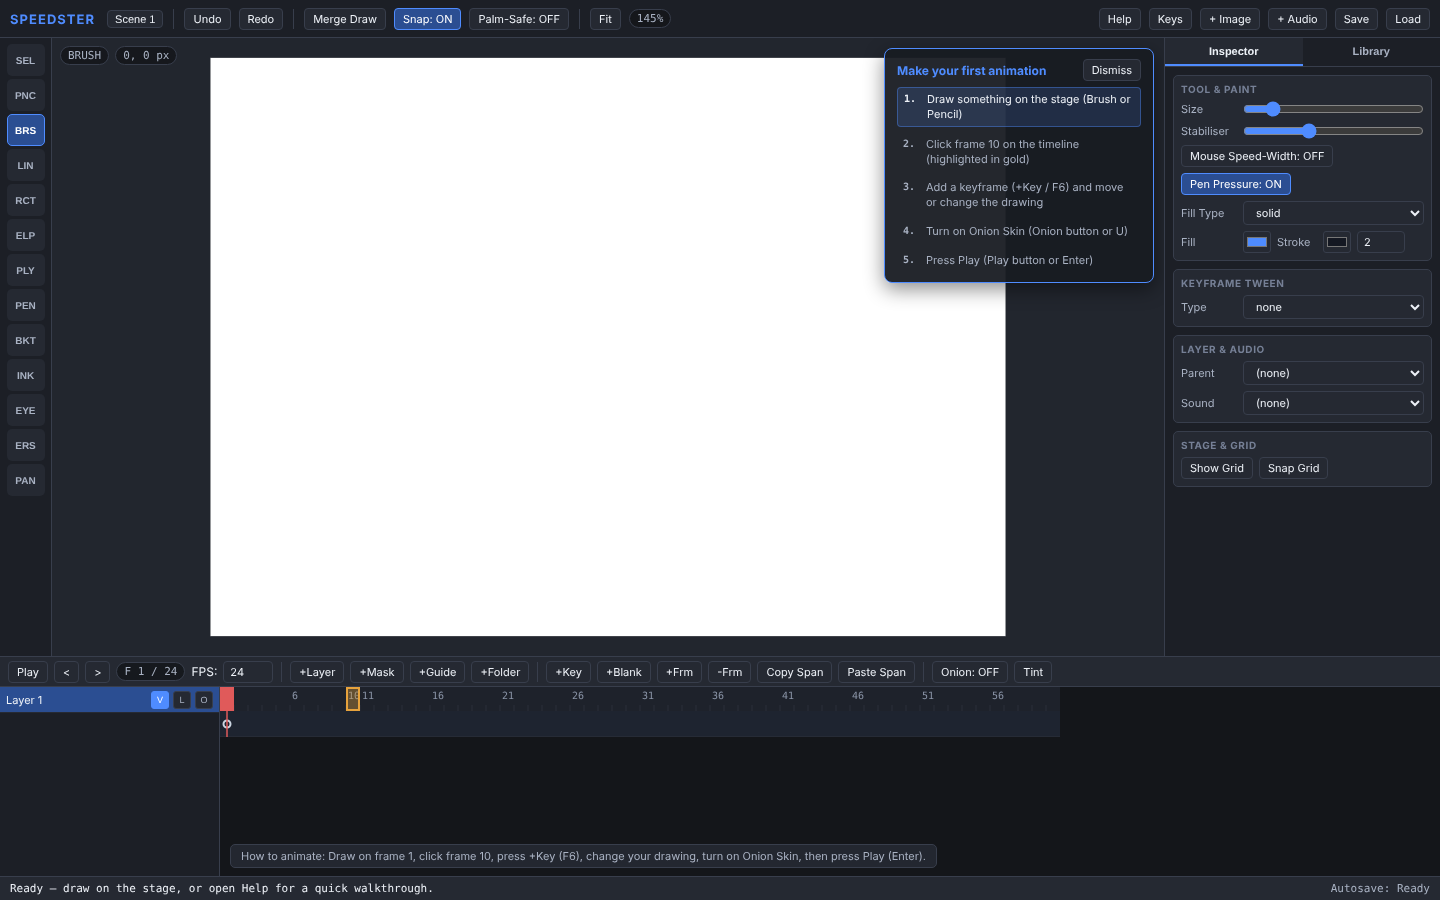 SPEEDSTER Scene 1 Undo Redo Merge Draw Snap: ON Palm-Safe: OFF Fit 145% Help Keys + Image + Audio Save Load
SEL
PNC
BRS
LIN
RCT
ELP
PLY
PEN
BKT
INK
EYE
ERS
PAN
BRUSH 0, 0 px
Make your first animation Dismiss
1. Draw something on the stage (Brush or
Pencil)
2. Click frame 10 on the timeline
(highlighted in gold)
3. Add a keyframe (+Key / F6) and move
or change the drawing
4. Turn on Onion Skin (Onion button or U)
5. Press Play (Play button or Enter)
Inspector Library
TOOL & PAINT
Size
Stabiliser
Mouse Speed-Width: OFF
Pen Pressure: ON
Fill Type solid
Fill Stroke 2
KEYFRAME TWEEN
Type none
LAYER & AUDIO
Parent (none)
Sound (none)
STAGE & GRID
Show Grid Snap Grid
Play < > F 1 / 24 FPS: 24 +Layer +Mask +Guide +Folder +Key +Blank +Frm -Frm Copy Span Paste Span Onion: OFF Tint
Layer 1 V L O
6 10 11 16 21 26 31 36 41 46 51 56
How to animate: Draw on frame 1, click frame 10, press +Key (F6), change your drawing, turn on Onion Skin, then press Play (Enter).
Ready — draw on the stage, or open Help for a quick walkthrough. Autosave: Ready